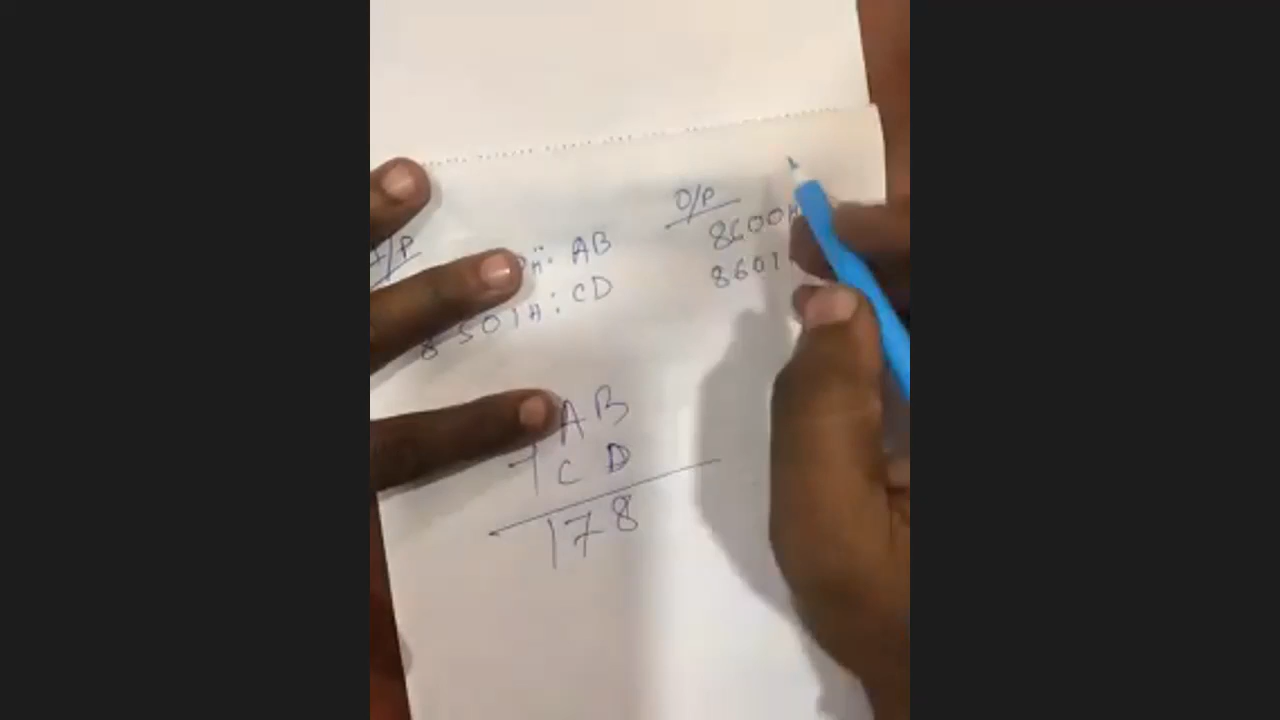 I/P
H: AB
8501H: CD
O/P
8600H
8601
AB
+ CD
178